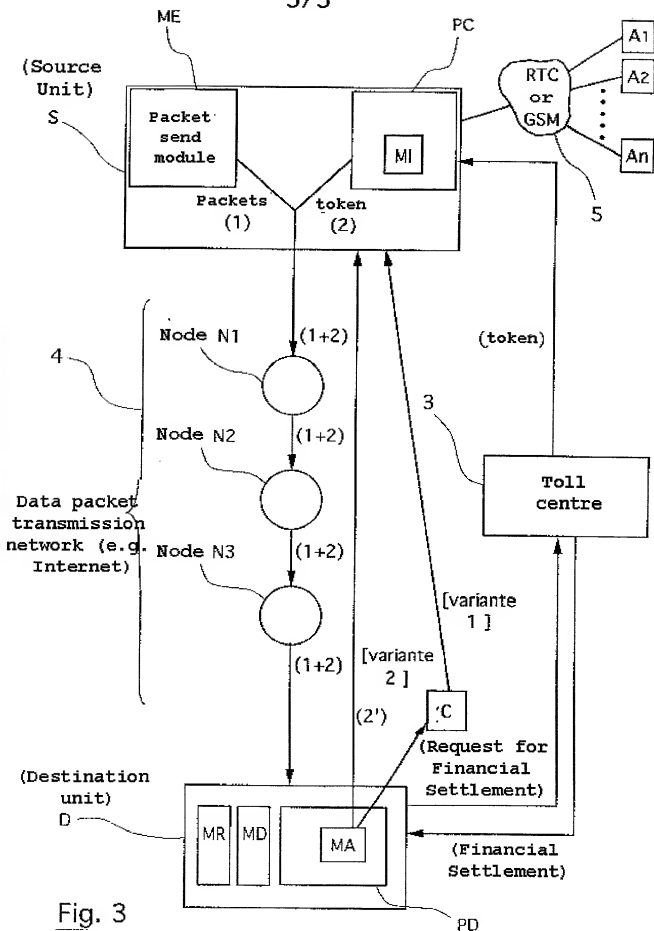 3/3
ME
PC
(Source
Unit)
S
Packet
send
module
MI
RTC
or
GSM
A1
A2
An
5
Packets
(1)
token
(2)
4
Node N1
(1+2)
(token)
Node N2
(1+2)
3
Toll
centre
Data packet
transmission
network (e.g.
Internet)
Node N3
(1+2)
[variante
1 ]
(1+2)
[variante
2 ]
(2')
C
(Request for
Financial
Settlement)
(Destination
unit)
D
MR
MD
MA
(Financial
Settlement)
Fig. 3
PD